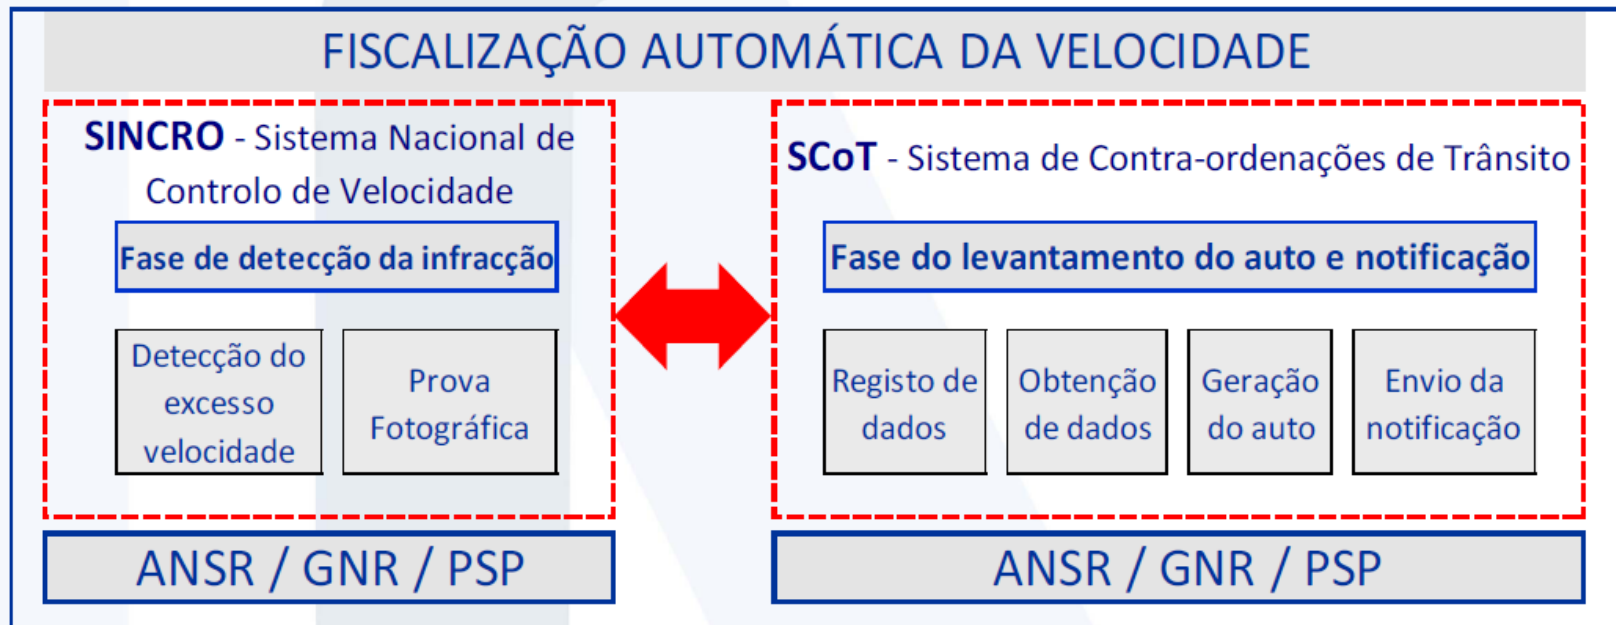 FISCALIZAÇÃO AUTOMÁTICA DA VELOCIDADE
SINCRO - Sistema Nacional de
Controlo de Velocidade
Fase de detecção da infracção
Detecção do
excesso
velocidade
Prova
Fotográfica
ANSR / GNR / PSP
SCoT - Sistema de Contra-ordenações de Trânsito
Fase do levantamento do auto e notificação
Registo de
dados
Obtenção
de dados
Geração
do auto
Envio da
notificação
ANSR / GNR / PSP